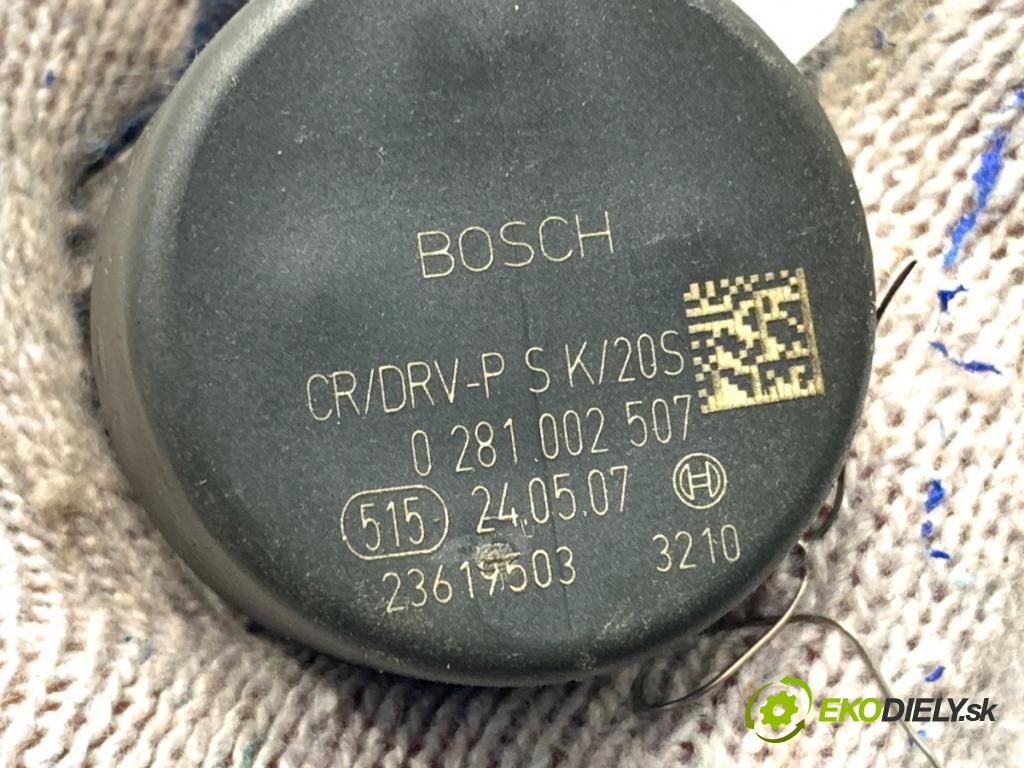 BOSCH
CR/DRV-P S K/20S
0 281 002 507
515 24.05.07
23619503 3210
EKODIELY.sk